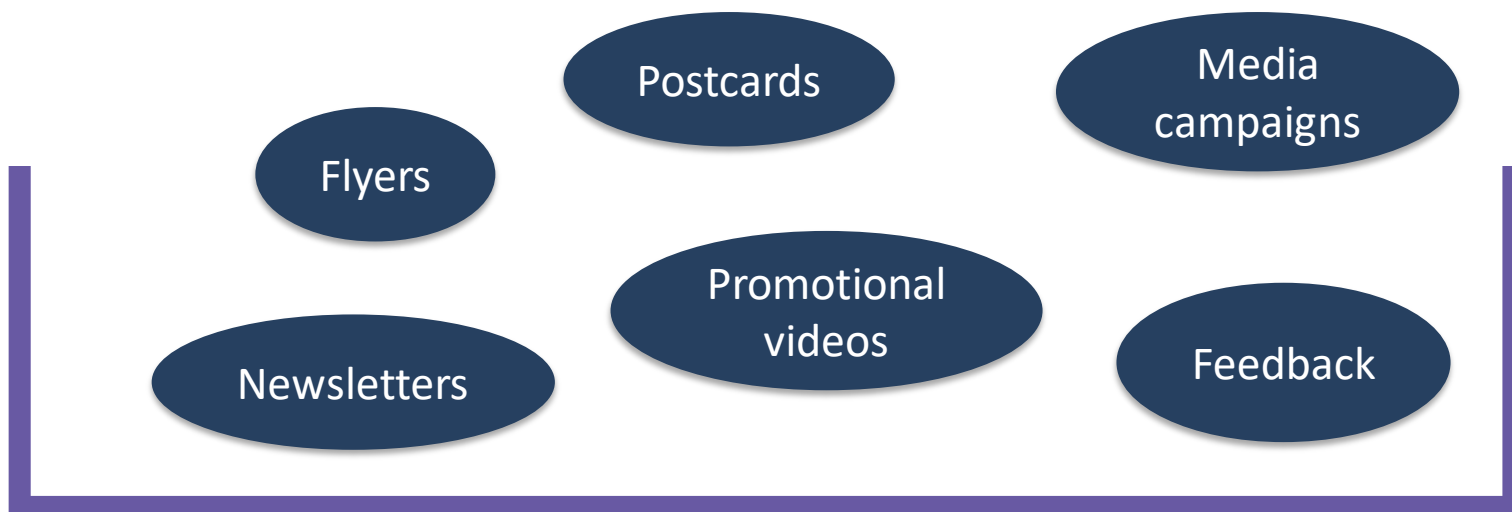 Postcards
Media
campaigns
Flyers
Promotional
videos
Newsletters
Feedback